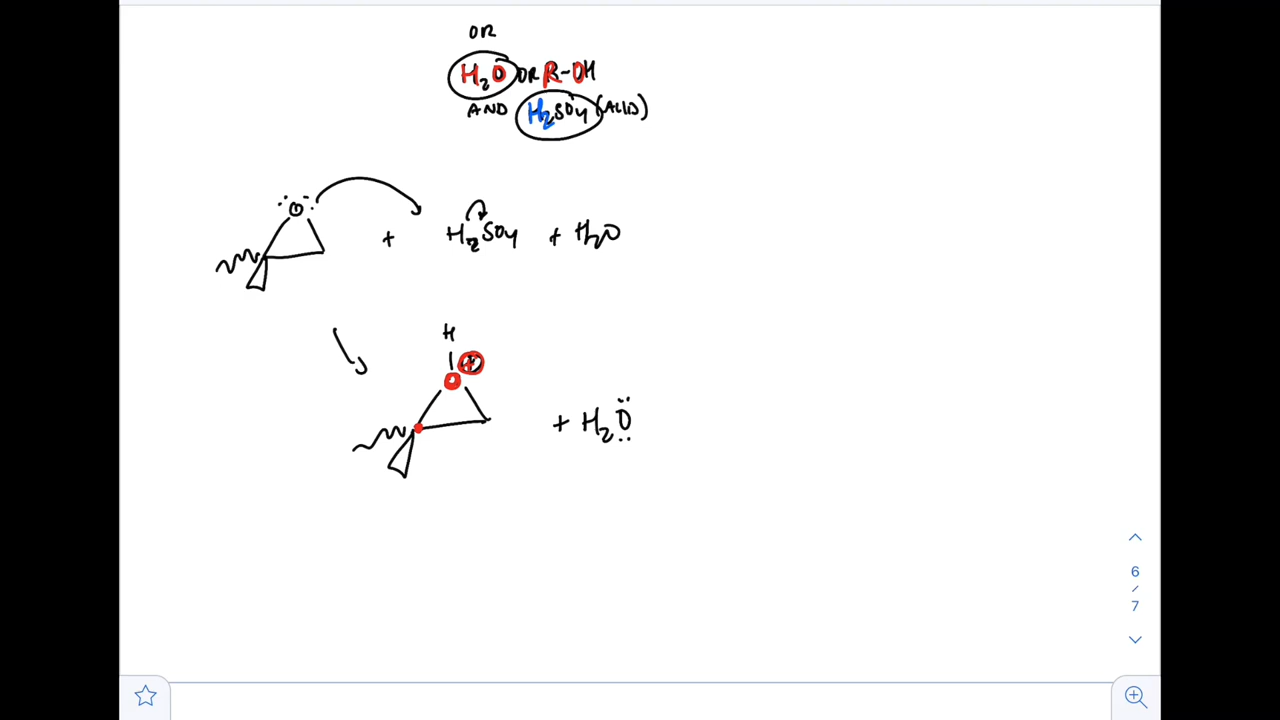 OR
H₂O OR R-OH
AND H₂SO4 (ACID)
:O:
+ H₂SO4 + H₂O
H
O +
+ H₂O
6
/
7